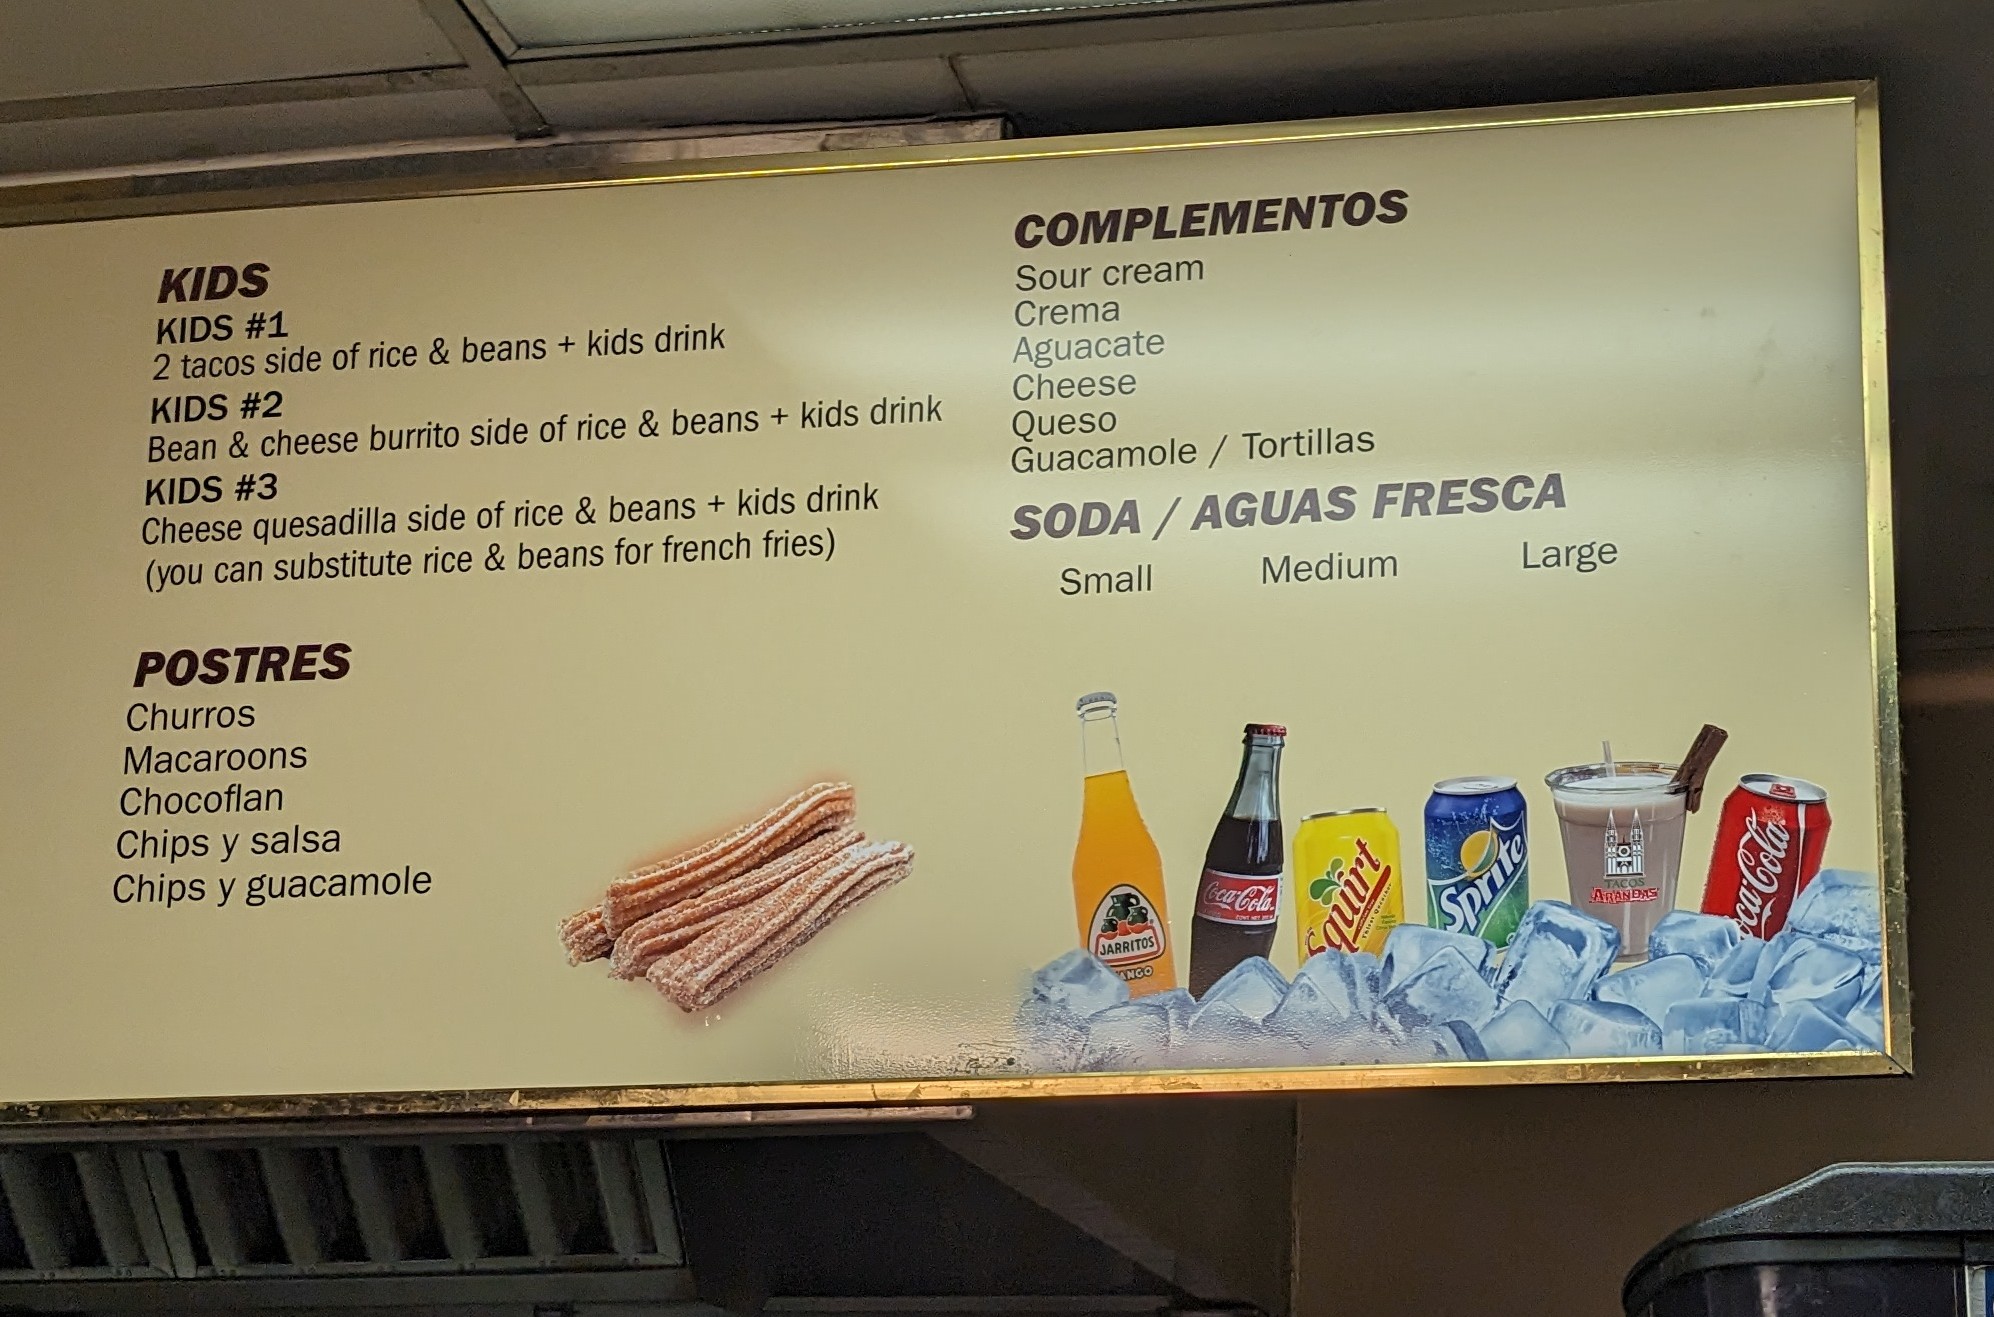 KIDS
KIDS #1
2 tacos side of rice & beans + kids drink
KIDS #2
Bean & cheese burrito side of rice & beans + kids drink
KIDS #3
Cheese quesadilla side of rice & beans + kids drink
(you can substitute rice & beans for french fries)
POSTRES
Churros
Macaroons
Chocoflan
Chips y salsa
Chips y guacamole
COMPLEMENTOS
Sour cream
Crema
Aguacate
Cheese
Queso
Guacamole / Tortillas
SODA / AGUAS FRESCA
Small Medium Large
JARRITOS
Coca-Cola
Squirt
Sprite
TACOS
ARANDAS
Coca-Cola